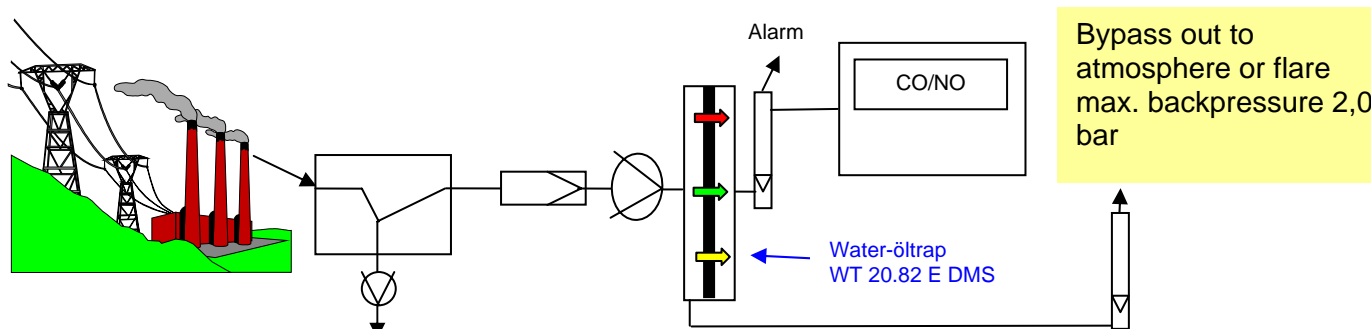 Alarm
CO/NO
Bypass out to
atmosphere or flare
max. backpressure 2,0
bar
Water-öltrap
WT 20.82 E DMS